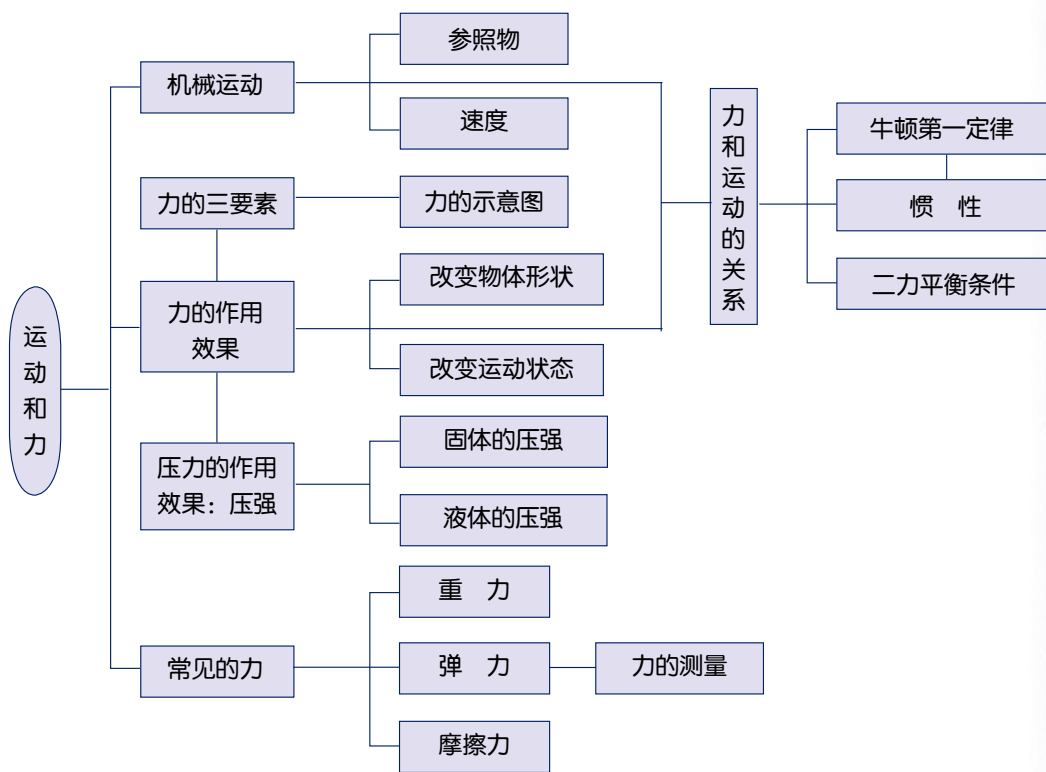 运动和力
机械运动
参照物
速度
力的三要素
力的示意图
力的作用
效果
改变物体形状
改变运动状态
压力的作用
效果：压强
固体的压强
液体的压强
常见的力
重 力
弹 力
力的测量
摩擦力
力和运动的关系
牛顿第一定律
惯 性
二力平衡条件